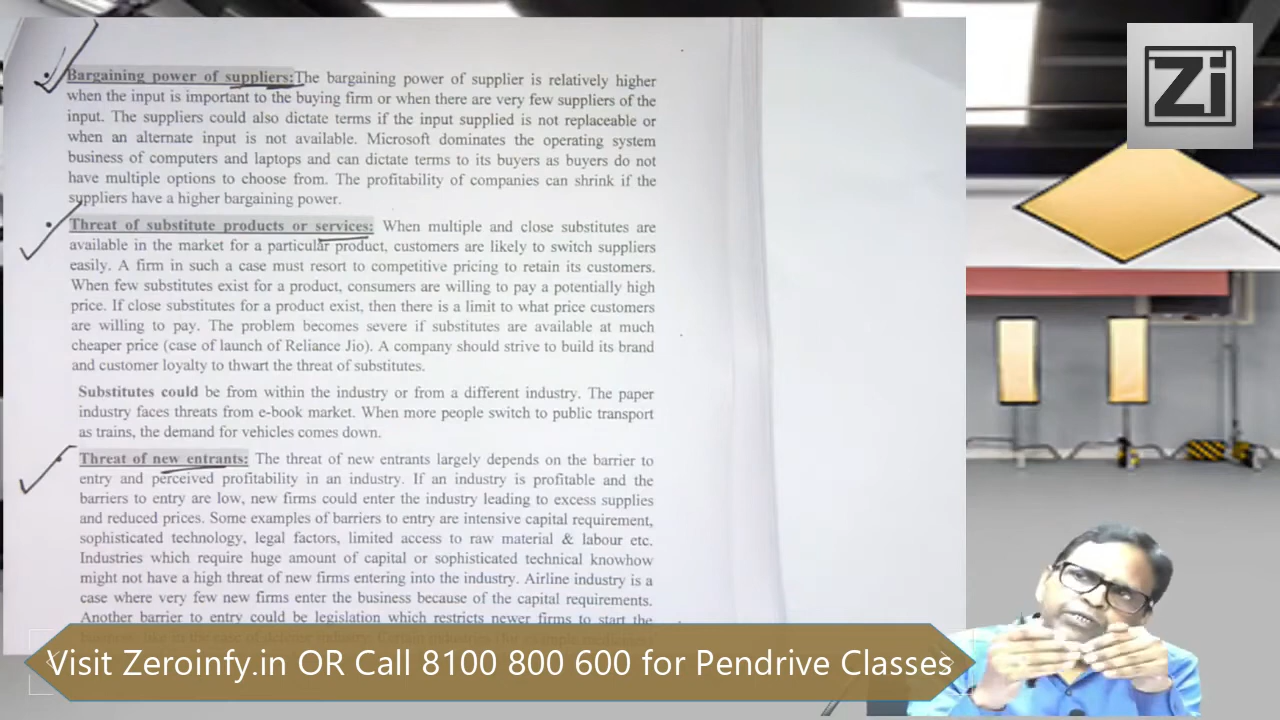 Zi
Bargaining power of suppliers:The bargaining power of supplier is relatively higher
when the input is important to the buying firm or when there are very few suppliers of the
input. The suppliers could also dictate terms if the input supplied is not replaceable or
when an alternate input is not available. Microsoft dominates the operating system
business of computers and laptops and can dictate terms to its buyers as buyers do not
have multiple options to choose from. The profitability of companies can shrink if the
suppliers have a higher bargaining power.
Threat of substitute products or services: When multiple and close substitutes are
available in the market for a particular product, customers are likely to switch suppliers
easily. A firm in such a case must resort to competitive pricing to retain its customers.
When few substitutes exist for a product, consumers are willing to pay a potentially high
price. If close substitutes for a product exist, then there is a limit to what price customers
are willing to pay. The problem becomes severe if substitutes are available at much
cheaper price (case of launch of Reliance Jio). A company should strive to build its brand
and customer loyalty to thwart the threat of substitutes.
Substitutes could be from within the industry or from a different industry. The paper
industry faces threats from e-book market. When more people switch to public transport
as trains, the demand for vehicles comes down.
Threat of new entrants: The threat of new entrants largely depends on the barrier to
entry and perceived profitability in an industry. If an industry is profitable and the
barriers to entry are low, new firms could enter the industry leading to excess supplies
and reduced prices. Some examples of barriers to entry are intensive capital requirement,
sophisticated technology, legal factors, limited access to raw material & labour etc.
Industries which require huge amount of capital or sophisticated technical knowhow
might not have a high threat of new firms entering into the industry. Airline industry is a
case where very few new firms enter the business because of the capital requirements.
Another barrier to entry could be legislation which restricts newer firms to start the
Visit Zeroinfy.in OR Call 8100 800 600 for Pendrive Classes